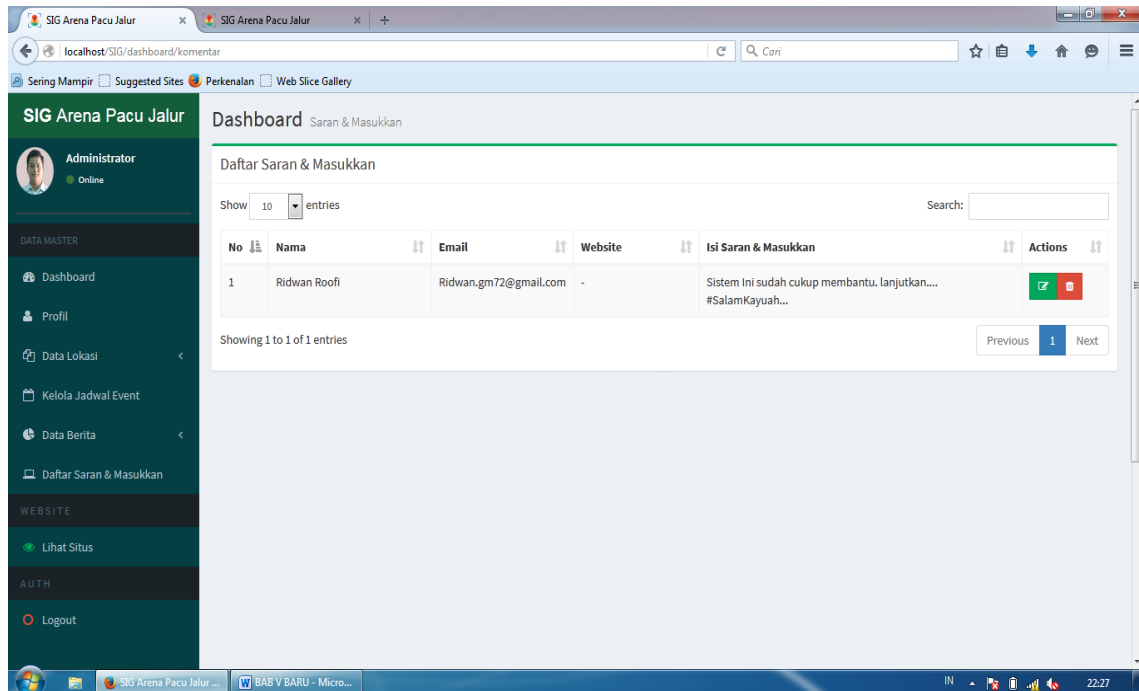 SIG Arena Pacu Jalur
SIG Arena Pacu Jalur
localhost/SIG/dashboard/komentar
Cari
Sering Mampir Suggested Sites Perkenalan Web Slice Gallery
SIG Arena Pacu Jalur
Dashboard Saran & Masukkan
Administrator
Online
Daftar Saran & Masukkan
Show 10 entries
Search:
No Nama Email Website Isi Saran & Masukkan Actions
1 Ridwan Roofi Ridwan.gm72@gmail.com - Sistem Ini sudah cukup membantu. lanjutkan....
#SalamKayuah...
Showing 1 to 1 of 1 entries
Previous 1 Next
DATA MASTER
Dashboard
Profil
Data Lokasi
Kelola Jadwal Event
Data Berita
Daftar Saran & Masukkan
WEBSITE
Lihat Situs
AUTH
Logout
SIG Arena Pacu Jalur ...
BAB V BARU - Micro...
IN
22:27